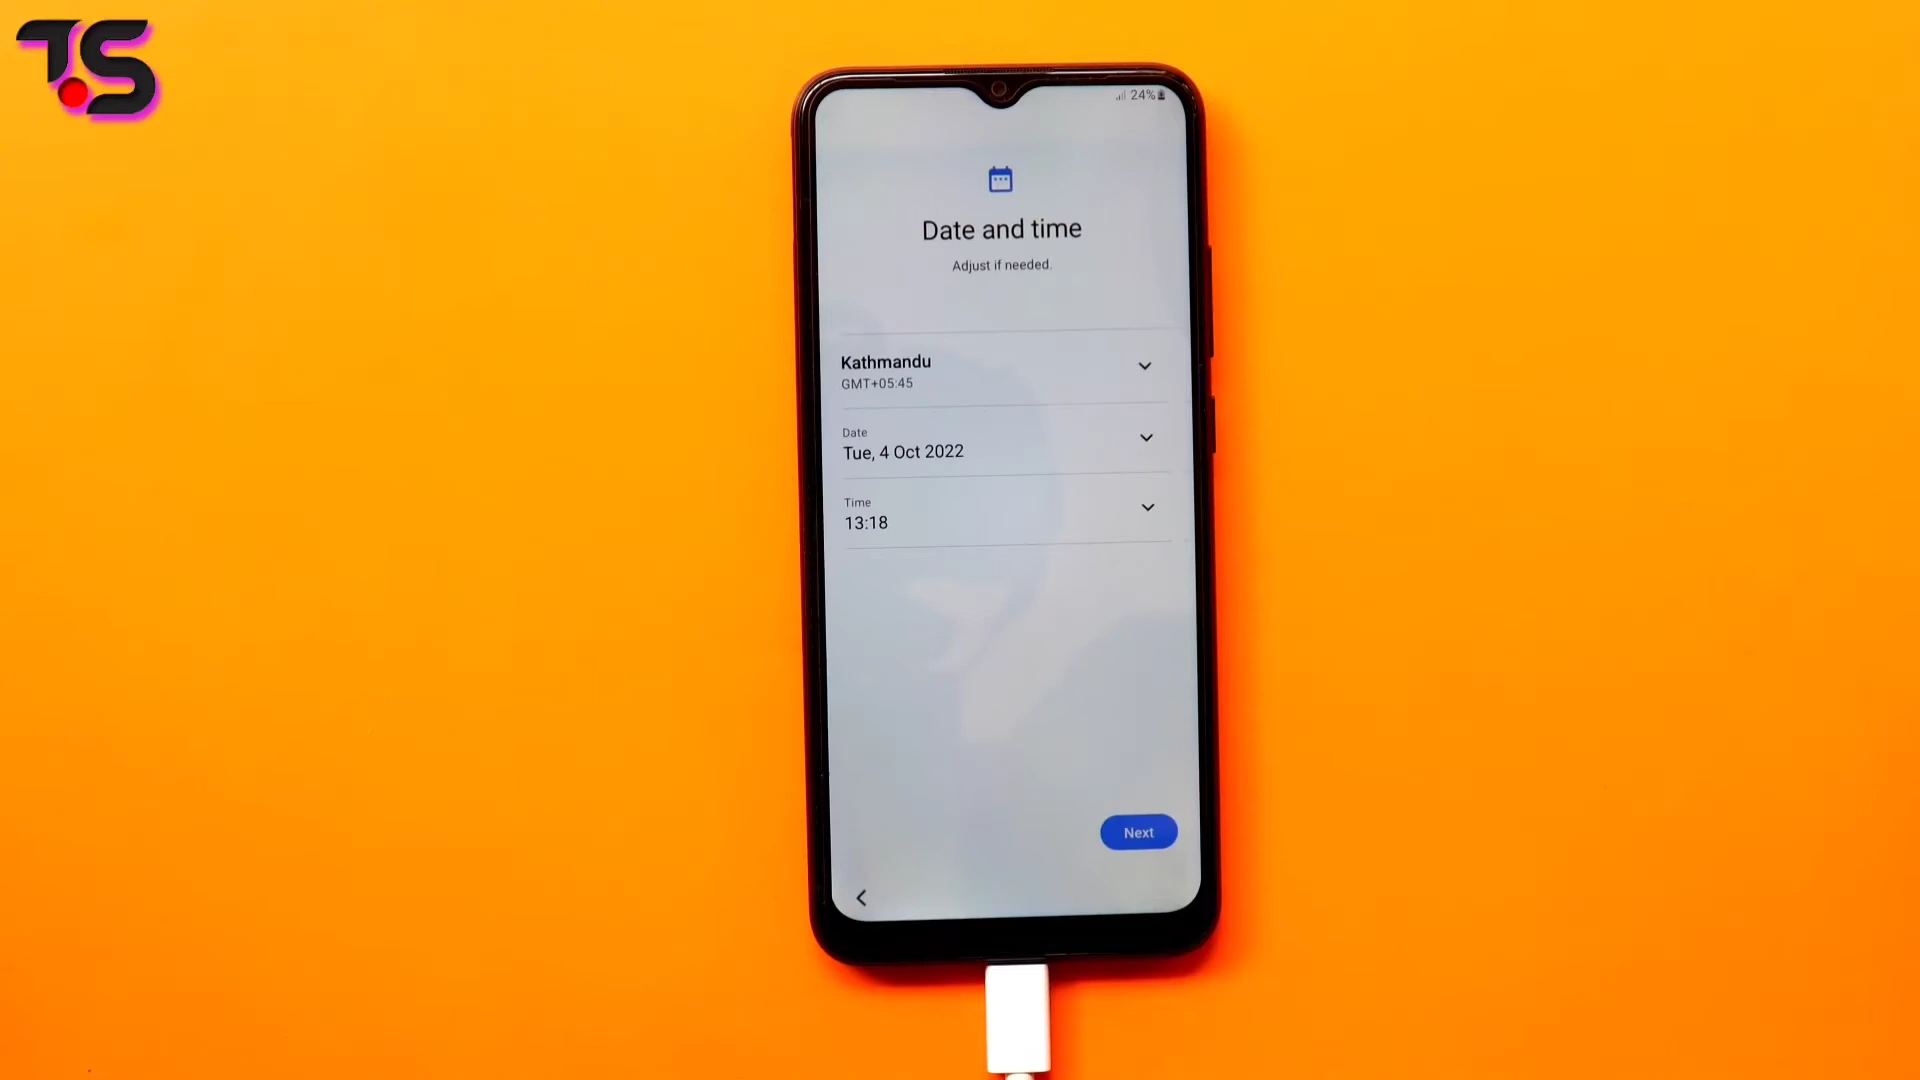 TS
24%
Date and time
Adjust if needed.
Kathmandu
GMT+05:45
Date
Tue, 4 Oct 2022
Time
13:18
Next